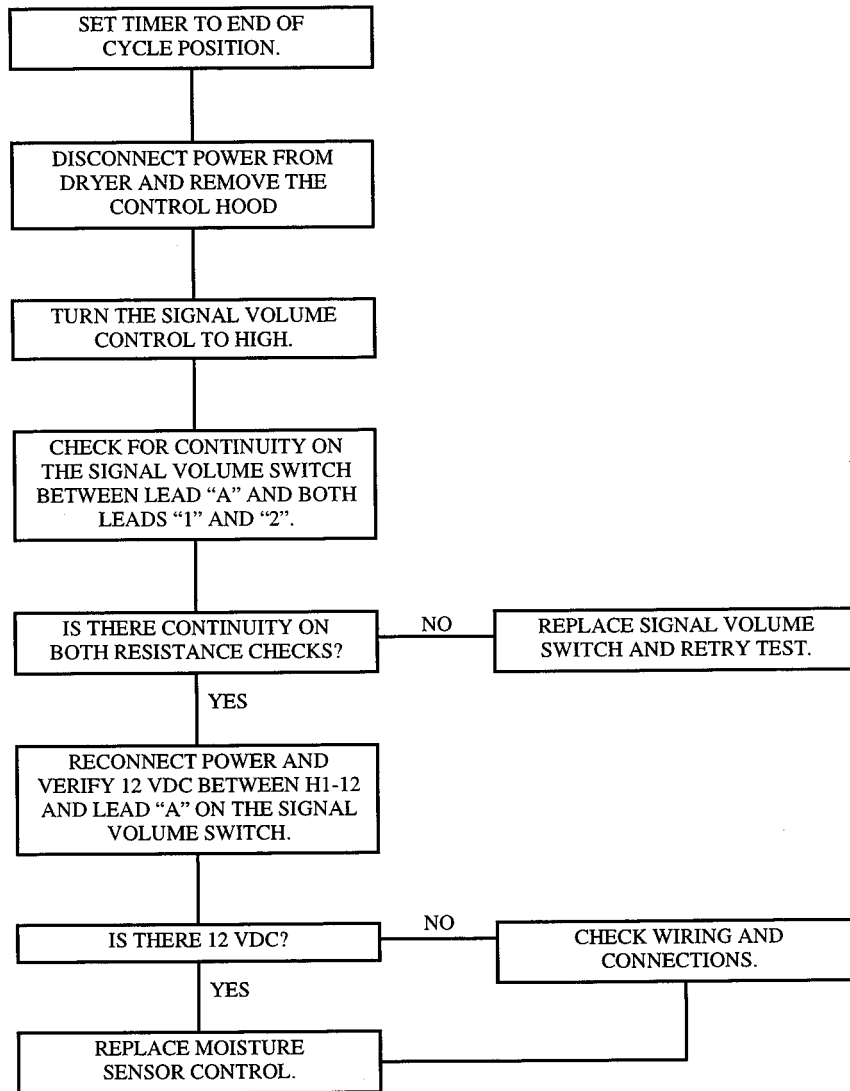 SET TIMER TO END OF
CYCLE POSITION.
DISCONNECT POWER FROM
DRYER AND REMOVE THE
CONTROL HOOD
TURN THE SIGNAL VOLUME
CONTROL TO HIGH.
CHECK FOR CONTINUITY ON
THE SIGNAL VOLUME SWITCH
BETWEEN LEAD “A” AND BOTH
LEADS “1” AND “2”.
IS THERE CONTINUITY ON
BOTH RESISTANCE CHECKS?
NO
REPLACE SIGNAL VOLUME
SWITCH AND RETRY TEST.
YES
RECONNECT POWER AND
VERIFY 12 VDC BETWEEN H1-12
AND LEAD “A” ON THE SIGNAL
VOLUME SWITCH.
IS THERE 12 VDC?
NO
CHECK WIRING AND
CONNECTIONS.
YES
REPLACE MOISTURE
SENSOR CONTROL.